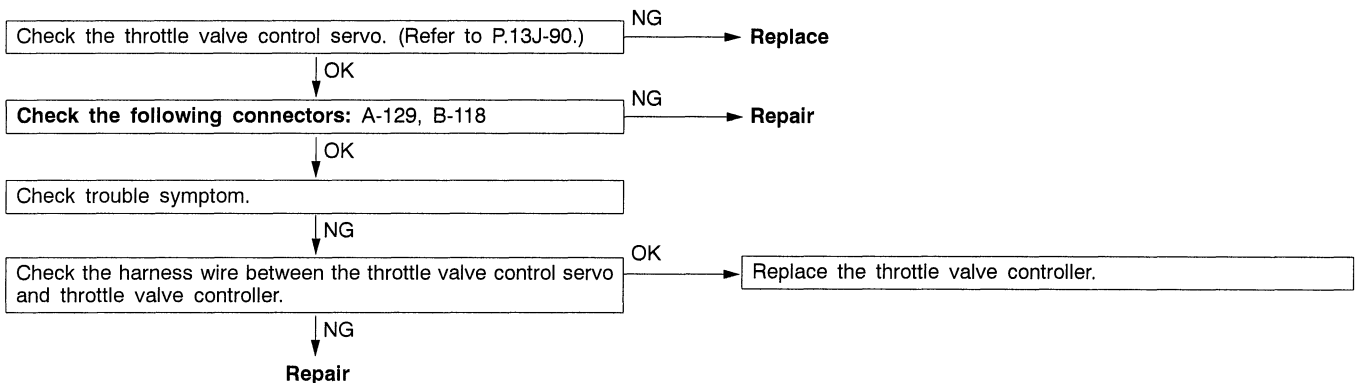 Check the throttle valve control servo. (Refer to P.13J-90.)
NG
Replace
OK
Check the following connectors: A-129, B-118
NG
Repair
OK
Check trouble symptom.
NG
Check the harness wire between the throttle valve control servo
and throttle valve controller.
OK
Replace the throttle valve controller.
NG
Repair